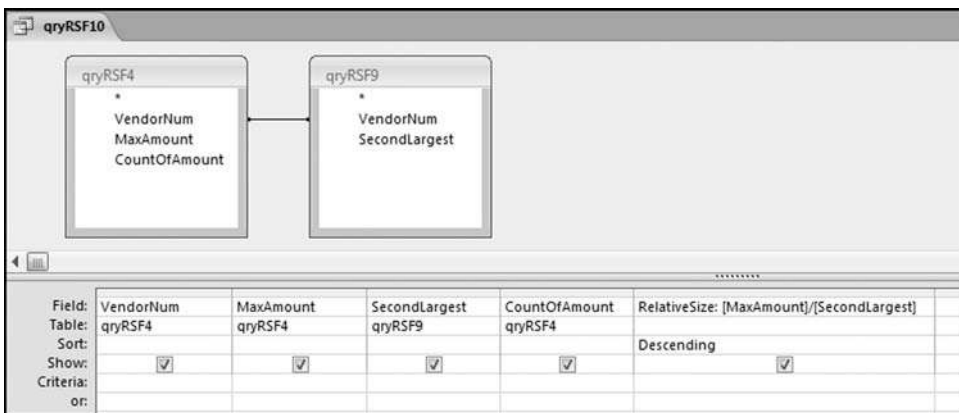 qryRSF10
qryRSF4 qryRSF9
* *
VendorNum VendorNum
MaxAmount SecondLargest
CountOfAmount
Field: VendorNum MaxAmount SecondLargest CountOfAmount RelativeSize: [MaxAmount]/[SecondLargest]
Table: qryRSF4 qryRSF4 qryRSF9 qryRSF4
Sort: Descending
Show:
Criteria:
or: